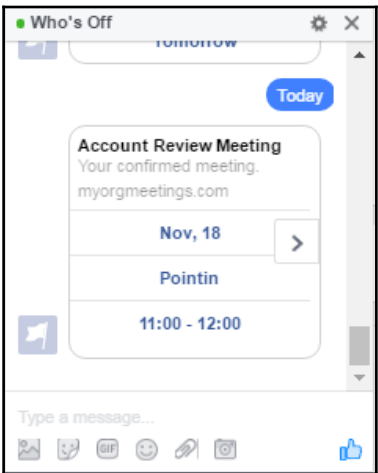 Who's Off
Tomorrow
Today
Account Review Meeting
Your confirmed meeting.
myorgmeetings.com
Nov, 18
Pointin
11:00 - 12:00
Type a message...
GIF